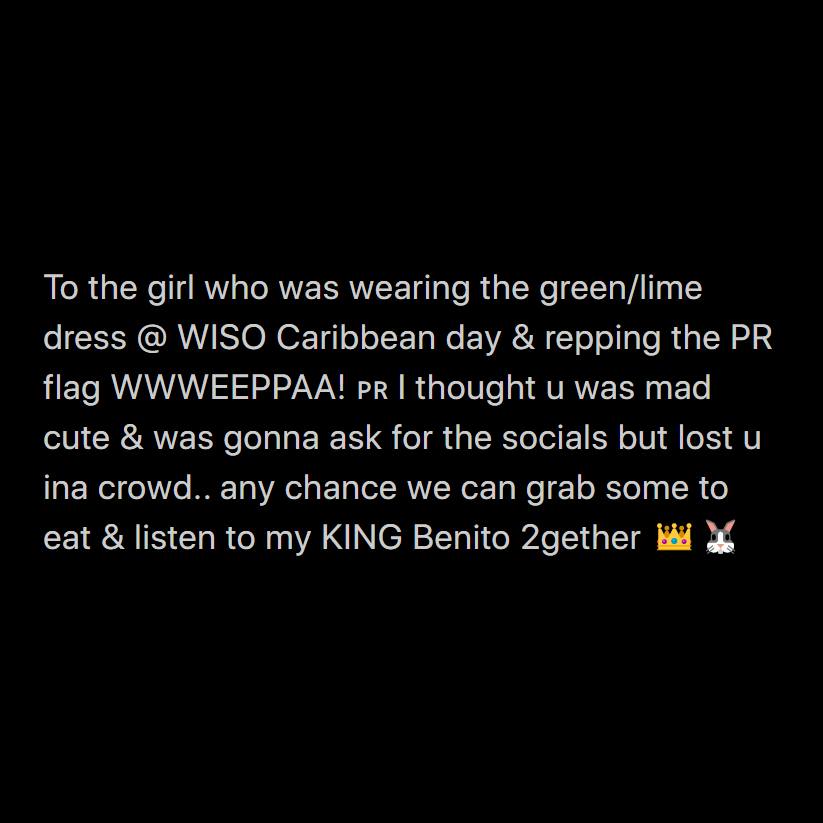 To the girl who was wearing the green/lime
dress @ WISO Caribbean day & repping the PR
flag WWWEEPPAA! 🇵🇷 I thought u was mad
cute & was gonna ask for the socials but lost u
ina crowd.. any chance we can grab some to
eat & listen to my KING Benito 2gether 👑 🐰